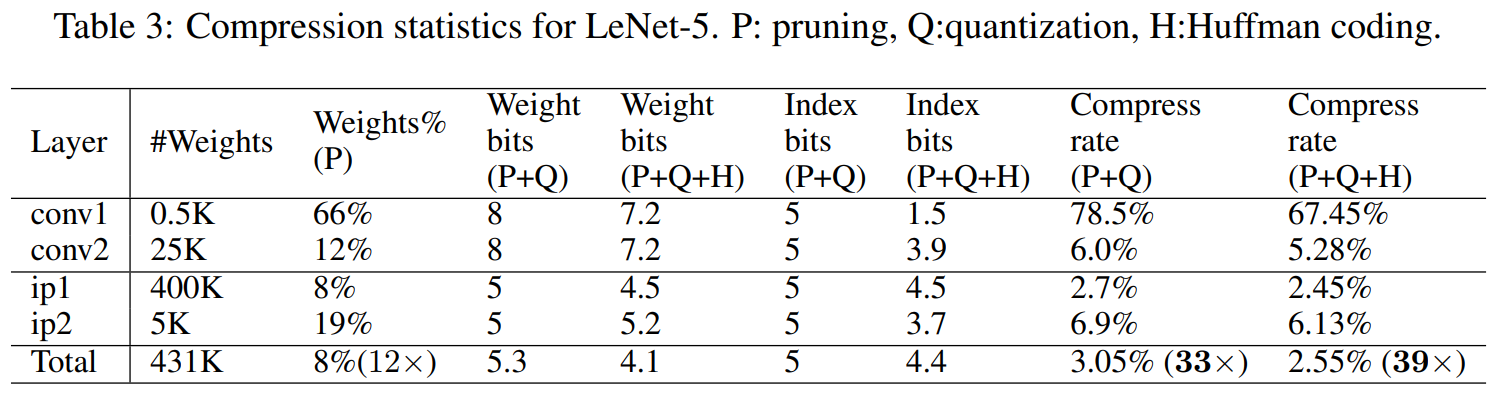 Table 3: Compression statistics for LeNet-5. P: pruning, Q:quantization, H:Huffman coding.
Layer #Weights Weights% (P) Weight bits (P+Q) Weight bits (P+Q+H) Index bits (P+Q) Index bits (P+Q+H) Compress rate (P+Q) Compress rate (P+Q+H)
conv1 0.5K 66% 8 7.2 5 1.5 78.5% 67.45%
conv2 25K 12% 8 7.2 5 3.9 6.0% 5.28%
ip1 400K 8% 5 4.5 5 4.5 2.7% 2.45%
ip2 5K 19% 5 5.2 5 3.7 6.9% 6.13%
Total 431K 8%(12×) 5.3 4.1 5 4.4 3.05% (33×) 2.55% (39×)